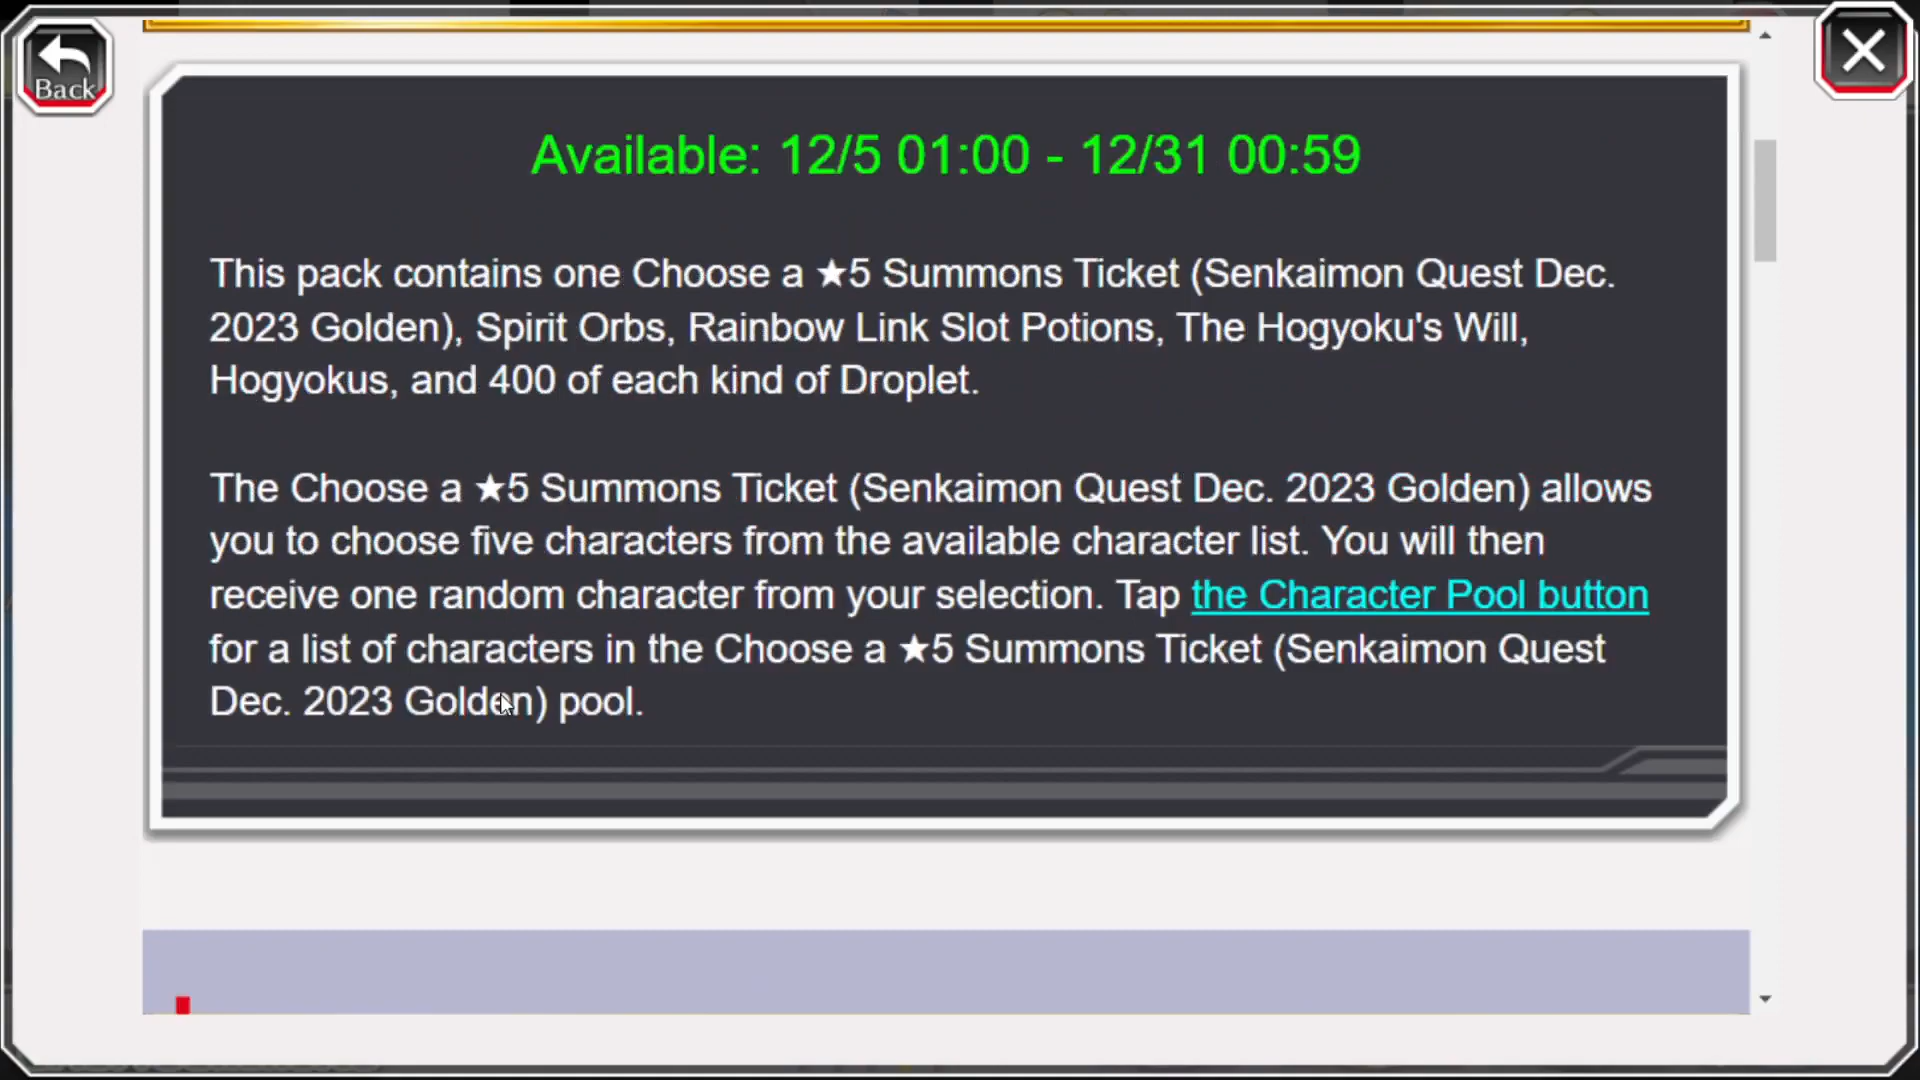 Back
Available: 12/5 01:00 - 12/31 00:59
This pack contains one Choose a ★5 Summons Ticket (Senkaimon Quest Dec.
2023 Golden), Spirit Orbs, Rainbow Link Slot Potions, The Hogyoku's Will,
Hogyokus, and 400 of each kind of Droplet.
The Choose a ★5 Summons Ticket (Senkaimon Quest Dec. 2023 Golden) allows
you to choose five characters from the available character list. You will then
receive one random character from your selection. Tap the Character Pool button
for a list of characters in the Choose a ★5 Summons Ticket (Senkaimon Quest
Dec. 2023 Golden) pool.